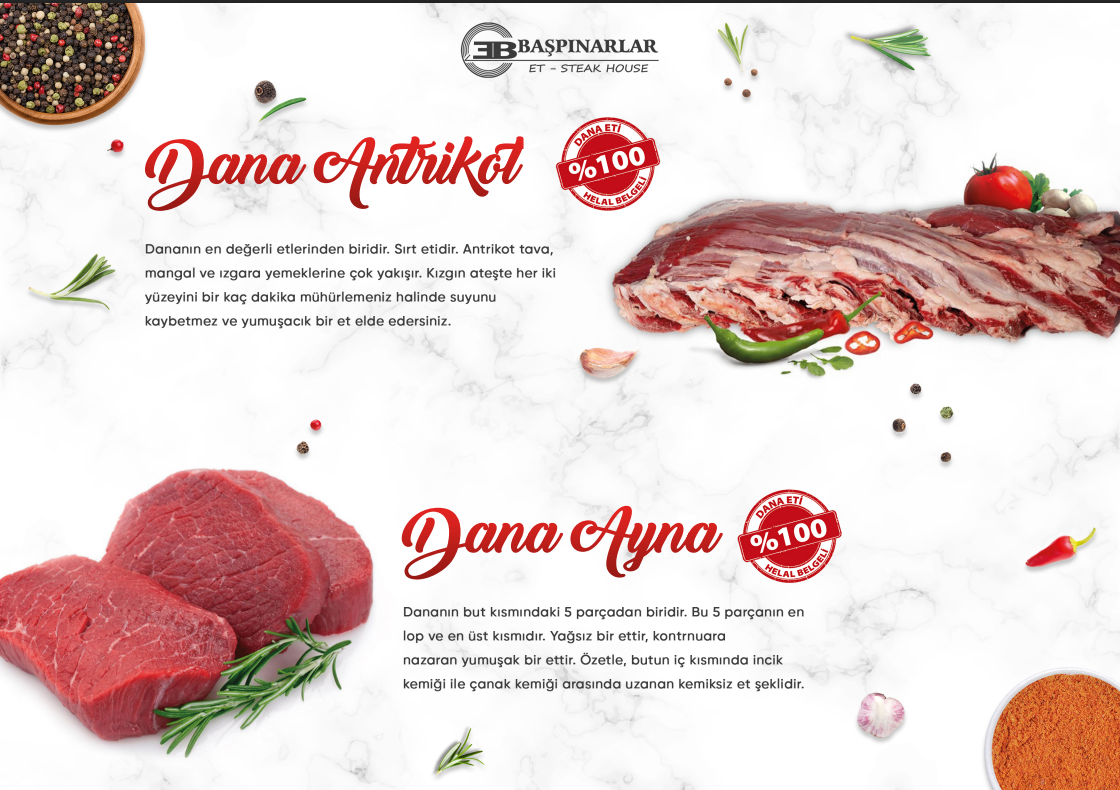 BAŞPINARLAR
ET - STEAK HOUSE
Dana Antrikot
DANA ETİ
%100
HELAL BELGELİ
Dananın en değerli etlerinden biridir. Sırt etidir. Antrikot tava,
mangal ve ızgara yemeklerine çok yakışır. Kızgın ateşte her iki
yüzeyini bir kaç dakika mühürlemeniz halinde suyunu
kaybetmez ve yumuşacık bir et elde edersiniz.
Dana Ayna
DANA ETİ
%100
HELAL BELGELİ
Dananın but kısmındaki 5 parçadan biridir. Bu 5 parçanın en
lop ve en üst kısmıdır. Yağsız bir ettir, kontrnuara
nazaran yumuşak bir ettir. Özetle, butun iç kısmında incik
kemiği ile çanak kemiği arasında uzanan kemiksiz et şeklidir.